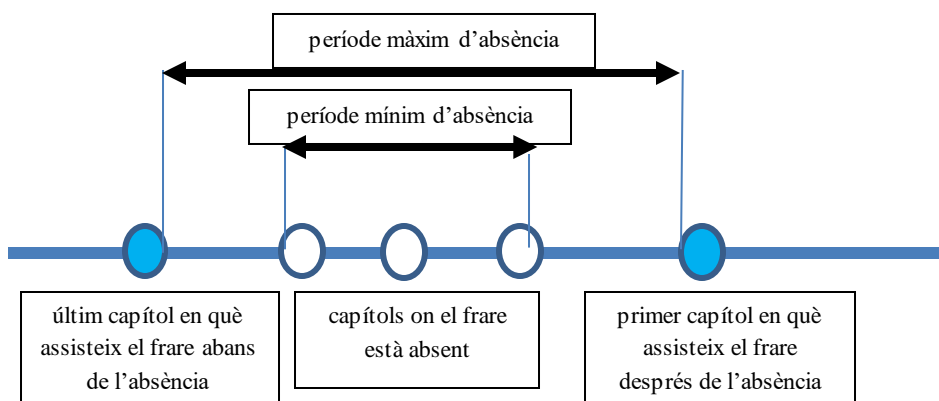 període màxim d’absència
període mínim d’absència
últim capítol en què
assisteix el frare abans
de l’absència
capítols on el frare
està absent
primer capítol en què
assisteix el frare
després de l’absència